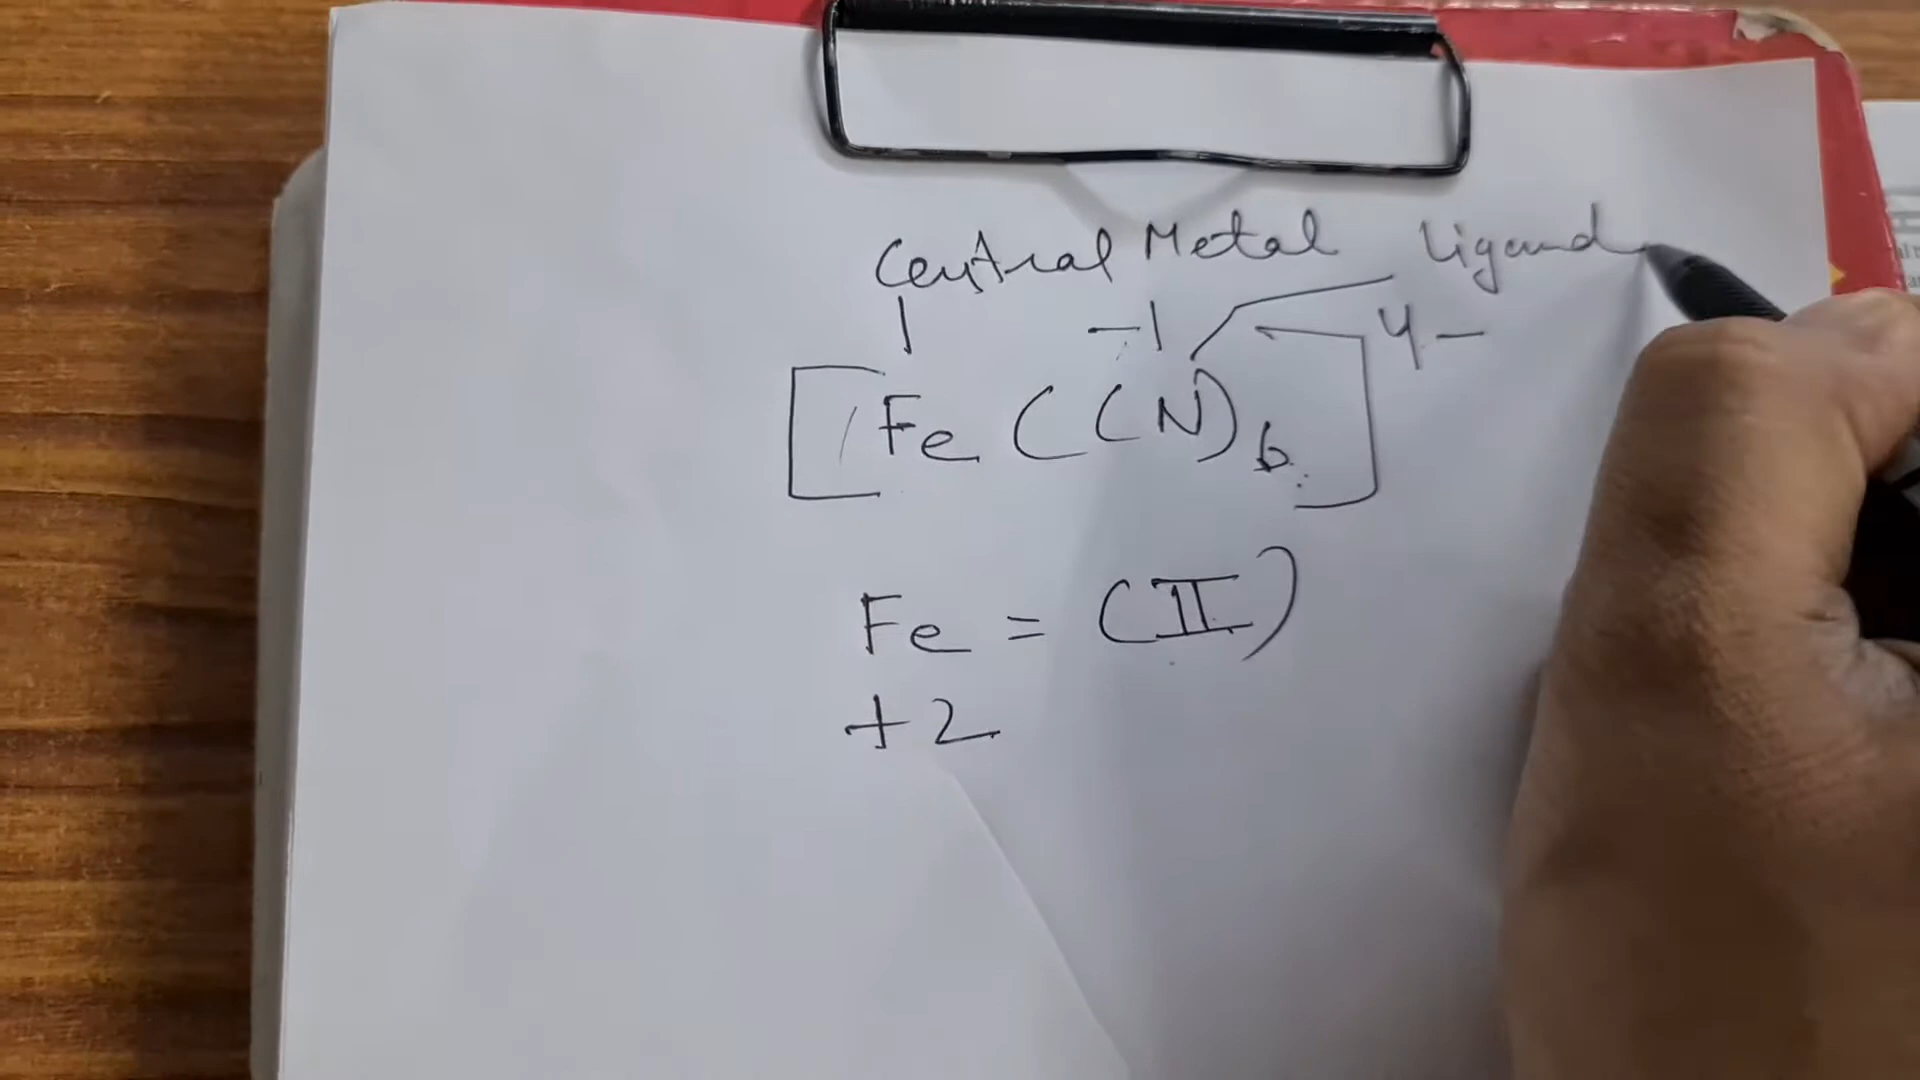 Central Metal Ligand
-1 4-
[Fe(CN)6]
Fe = (II)
+2